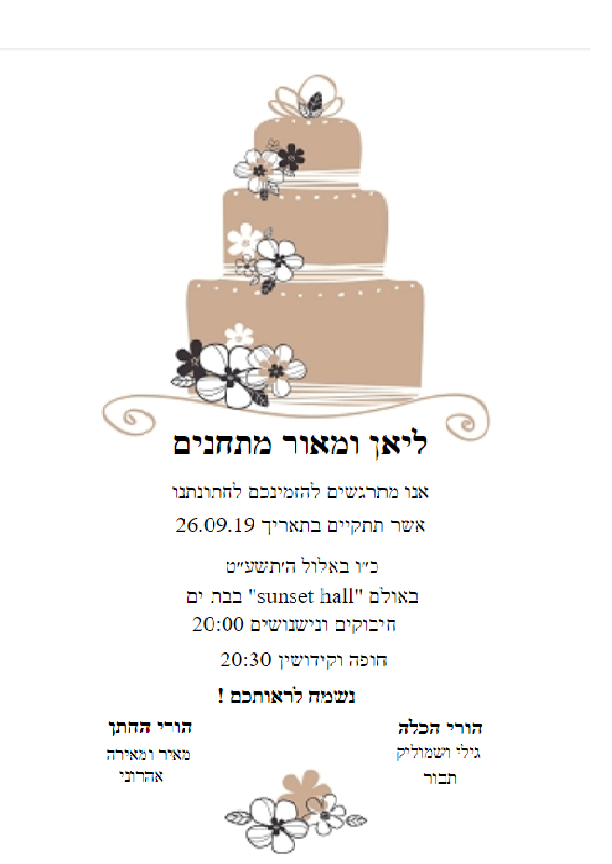 ליאן ומאור מתחנים
אנו מתרגשים להזמינכם לחתונתנו
אשר תתקיים בתאריך 26.09.19
כ״ו באלול ה׳תשע״ט
באולם "sunset hall" בבת ים
חיבוקים ונישנושים 20:00
חופה וקידושין 20:30
נשמח לראותכם !
הורי הכלה
גילי ושמוליק
תבור
הורי החתן
מאיר ומאירה
אהרוני